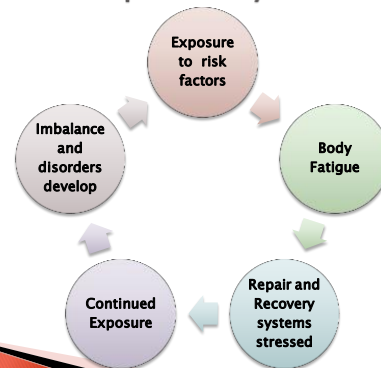 Exposure
to risk
factors
Body
Fatigue
Repair and
Recovery
systems
stressed
Continued
Exposure
Imbalance
and
disorders
develop